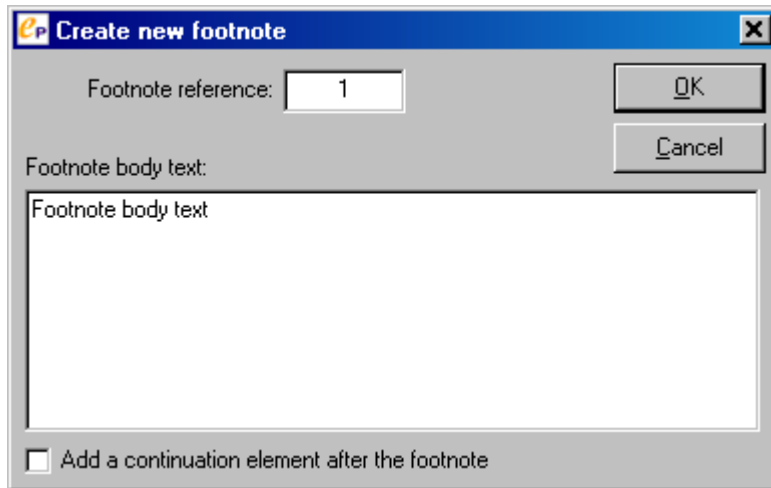 eP Create new footnote
Footnote reference: 1
OK
Cancel
Footnote body text:
Footnote body text
Add a continuation element after the footnote